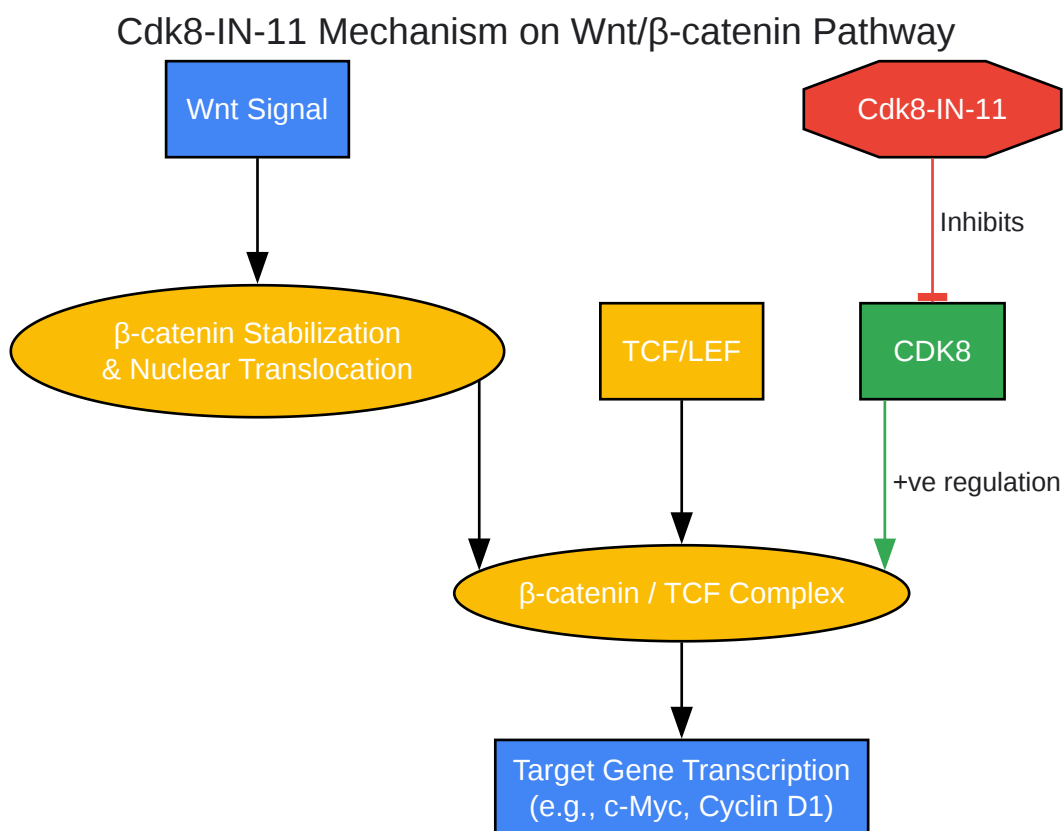 Cdk8-IN-11 Mechanism on Wnt/β-catenin Pathway
Wnt Signal
Cdk8-IN-11
Inhibits
β-catenin Stabilization
& Nuclear Translocation
TCF/LEF
CDK8
+ve regulation
β-catenin / TCF Complex
Target Gene Transcription
(e.g., c-Myc, Cyclin D1)